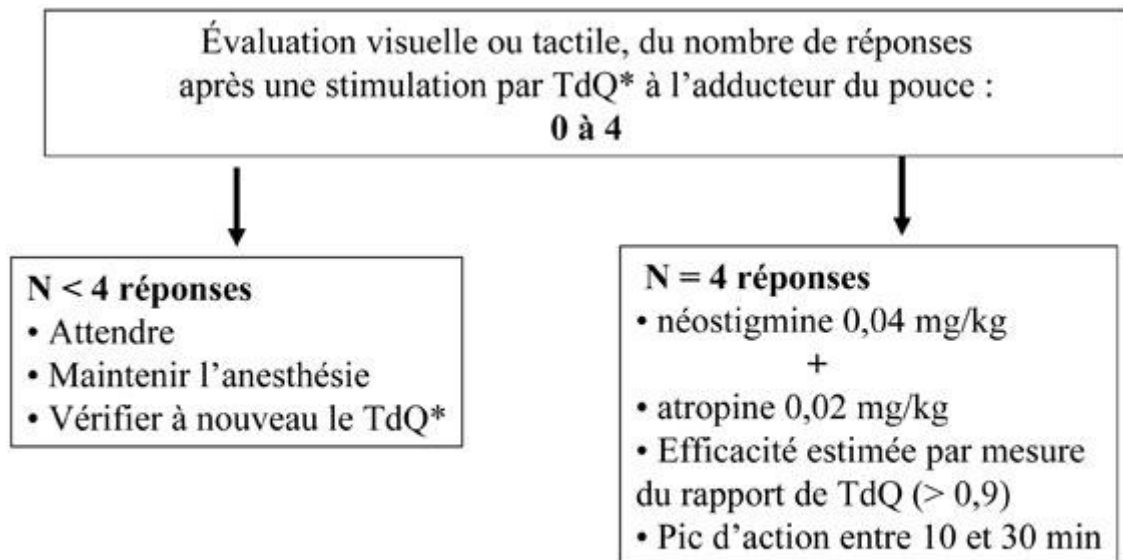 Évaluation visuelle ou tactile, du nombre de réponses
après une stimulation par TdQ* à l’adducteur du pouce :
0 à 4
N < 4 réponses
• Attendre
• Maintenir l’anesthésie
• Vérifier à nouveau le TdQ*
N = 4 réponses
• néostigmine 0,04 mg/kg
+
• atropine 0,02 mg/kg
• Efficacité estimée par mesure
du rapport de TdQ (> 0,9)
• Pic d’action entre 10 et 30 min